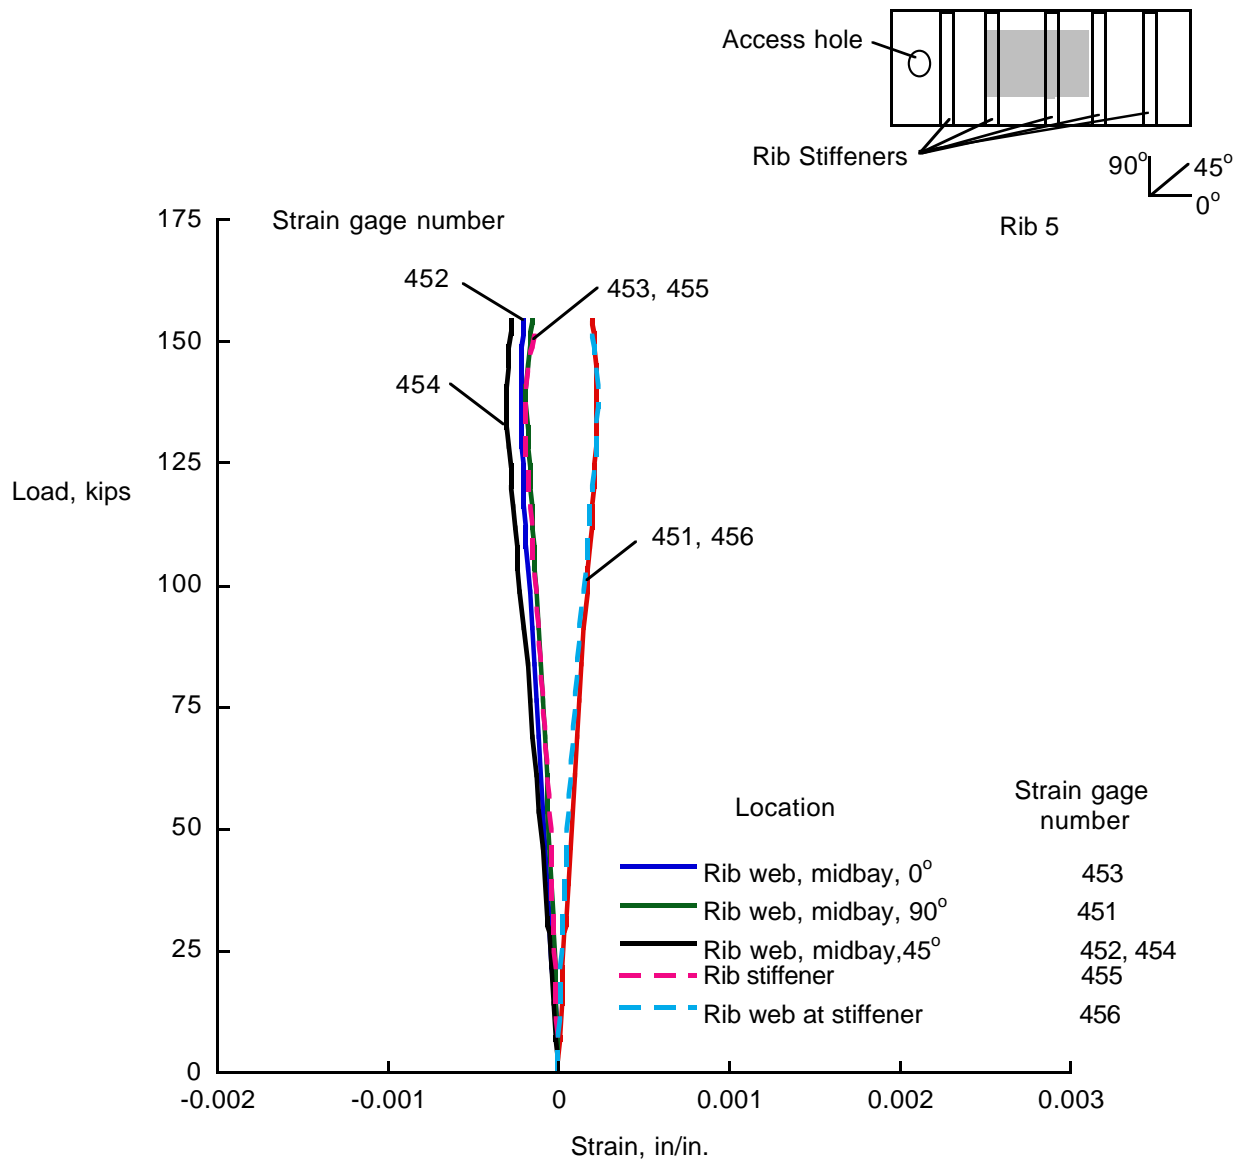 Access hole
Rib Stiffeners
90° 45°
0°
Rib 5
175
Strain gage number
452
453, 455
150
454
125
Load, kips
451, 456
100
75
50
25
0
Location Strain gage
number
Rib web, midbay, 0° 453
Rib web, midbay, 90° 451
Rib web, midbay,45° 452, 454
Rib stiffener 455
Rib web at stiffener 456
-0.002 -0.001 0 0.001 0.002 0.003
Strain, in/in.